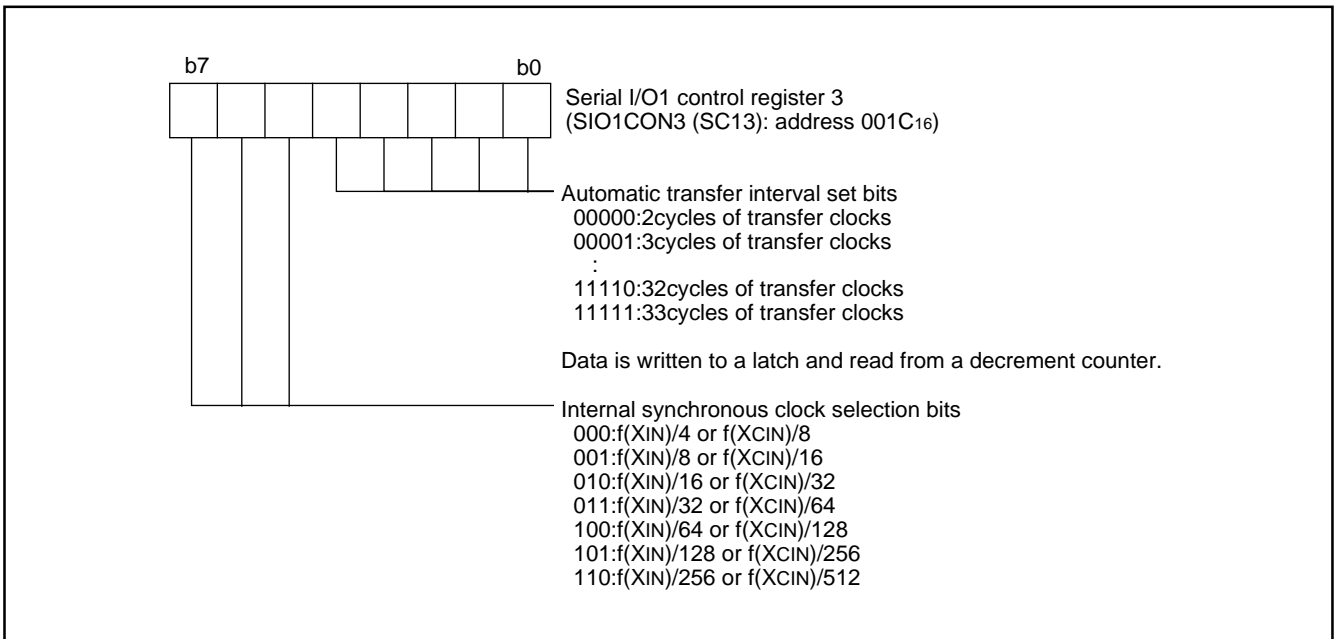 b7 b0
Serial I/O1 control register 3
(SIO1CON3 (SC13): address 001C16)
Automatic transfer interval set bits
00000:2cycles of transfer clocks
00001:3cycles of transfer clocks
:
11110:32cycles of transfer clocks
11111:33cycles of transfer clocks
Data is written to a latch and read from a decrement counter.
Internal synchronous clock selection bits
000:f(XIN)/4 or f(XCIN)/8
001:f(XIN)/8 or f(XCIN)/16
010:f(XIN)/16 or f(XCIN)/32
011:f(XIN)/32 or f(XCIN)/64
100:f(XIN)/64 or f(XCIN)/128
101:f(XIN)/128 or f(XCIN)/256
110:f(XIN)/256 or f(XCIN)/512